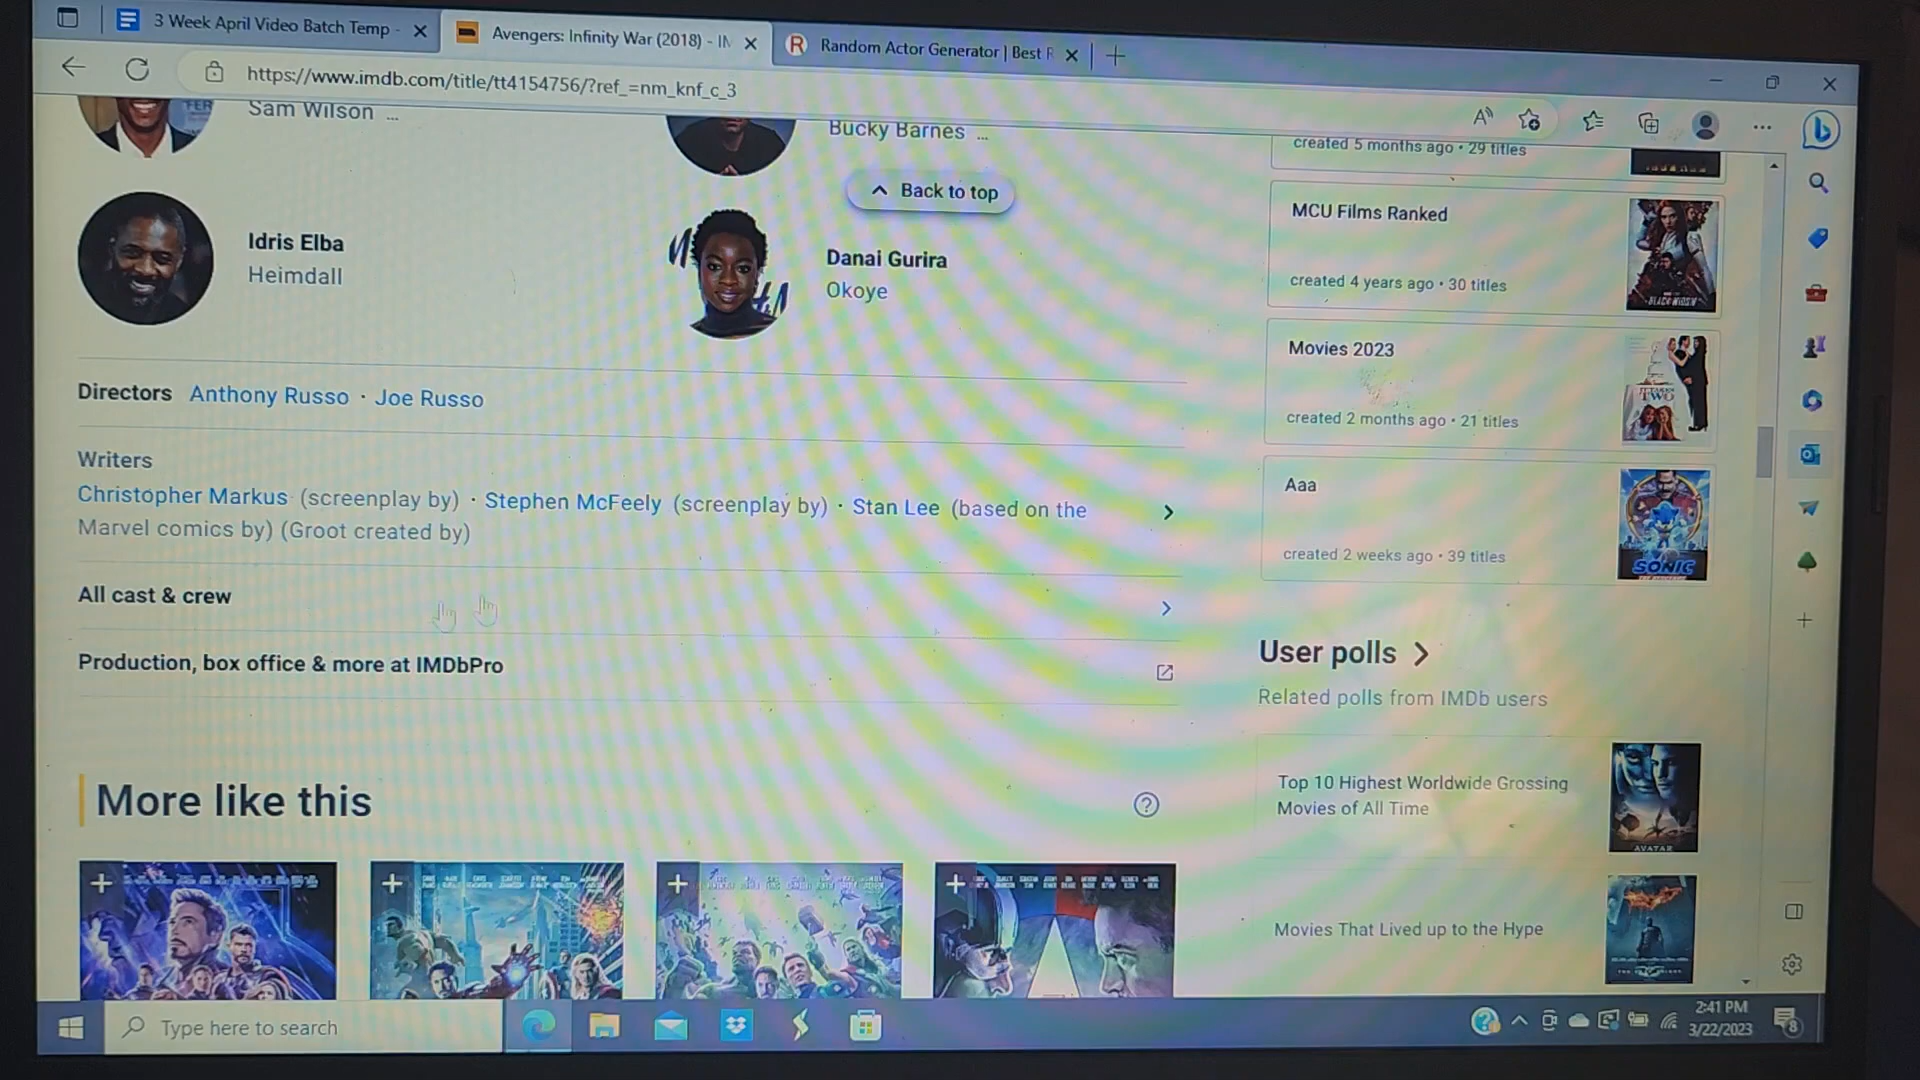 3 Week April Video Batch Temp -
Avengers: Infinity War (2018) - IM
Random Actor Generator | Best R
https://www.imdb.com/title/tt4154756/?ref_=nm_knf_c_3
Sam Wilson ...
Bucky Barnes ...
Back to top
Idris Elba
Heimdall
Danai Gurira
Okoye
Directors Anthony Russo · Joe Russo
Writers
Christopher Markus (screenplay by) · Stephen McFeely (screenplay by) · Stan Lee (based on the
Marvel comics by) (Groot created by)
All cast & crew
Production, box office & more at IMDbPro
More like this
created 5 months ago • 29 titles
MCU Films Ranked
created 4 years ago • 30 titles
BLACK WIDOW
Movies 2023
created 2 months ago • 21 titles
TWO
Aaa
created 2 weeks ago • 39 titles
SONIC
User polls
Related polls from IMDb users
Top 10 Highest Worldwide Grossing
Movies of All Time
AVATAR
Movies That Lived up to the Hype
Type here to search
2:41 PM
3/22/2023
8